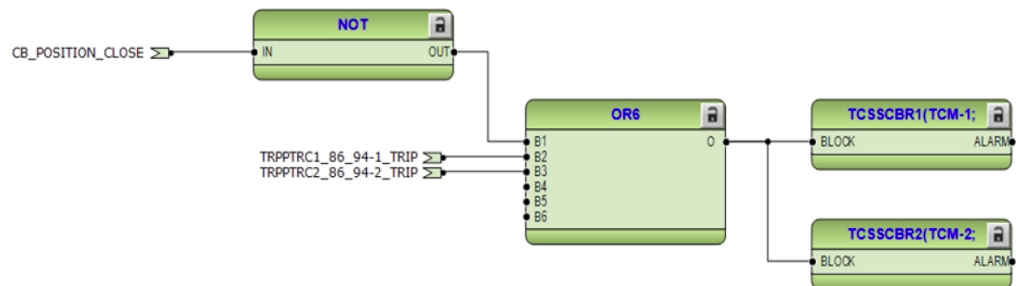 NOT
CB_POSITION_CLOSE
IN OUT
OR6
TCSSCBR1(TCM-1;
B1 O
BLOCK ALARM
TRPPTRC1_86_94-1_TRIP B2
TRPPTRC2_86_94-2_TRIP B3
B4
B5
B6
TCSSCBR2(TCM-2;
BLOCK ALARM